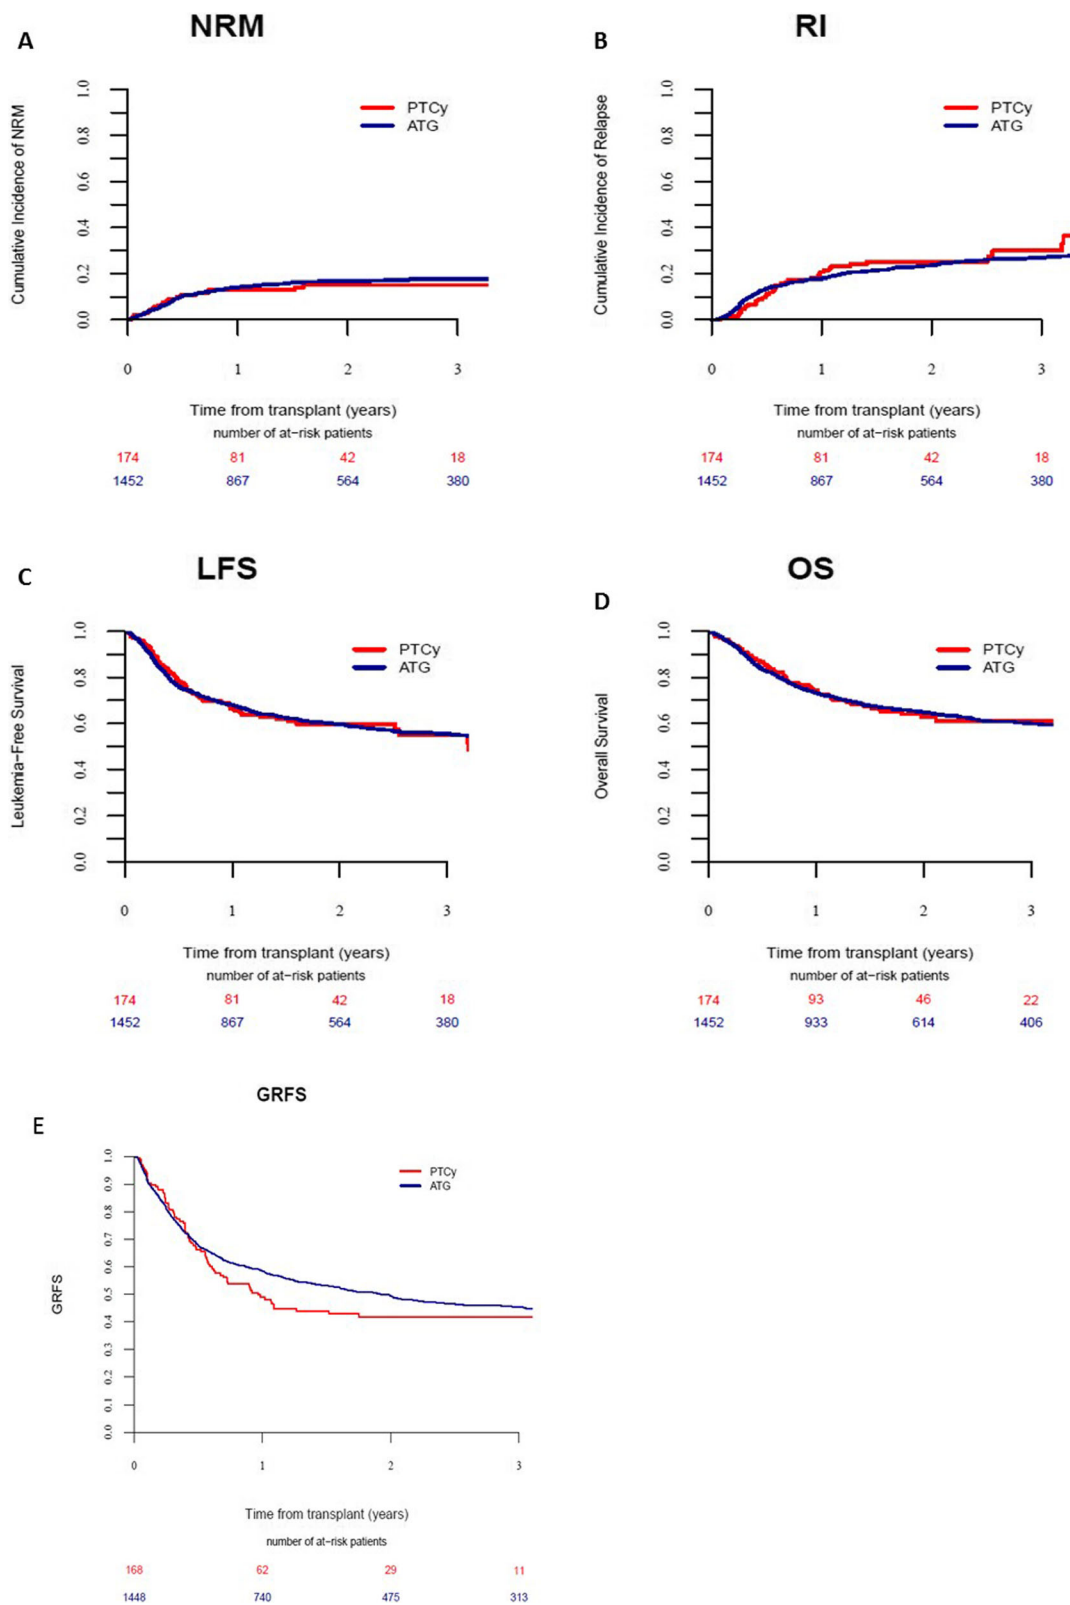 A
NRM
Cumulative Incidence of NRM
1.0
0.8
0.6
0.4
0.2
0.0
PTCy
ATG
0 1 2 3
Time from transplant (years)
number of at-risk patients
174 81 42 18
1452 867 564 380
B
RI
Cumulative Incidence of Relapse
1.0
0.8
0.6
0.4
0.2
0.0
PTCy
ATG
0 1 2 3
Time from transplant (years)
number of at-risk patients
174 81 42 18
1452 867 564 380
C
LFS
Leukemia-Free Survival
1.0
0.8
0.6
0.4
0.2
0.0
PTCy
ATG
0 1 2 3
Time from transplant (years)
number of at-risk patients
174 81 42 18
1452 867 564 380
D
OS
Overall Survival
1.0
0.8
0.6
0.4
0.2
0.0
PTCy
ATG
0 1 2 3
Time from transplant (years)
number of at-risk patients
174 93 46 22
1452 933 614 406
E
GRFS
GRFS
1.0
0.9
0.8
0.7
0.6
0.5
0.4
0.3
0.2
0.1
0.0
PTCy
ATG
0 1 2 3
Time from transplant (years)
number of at-risk patients
168 62 29 11
1448 740 475 313